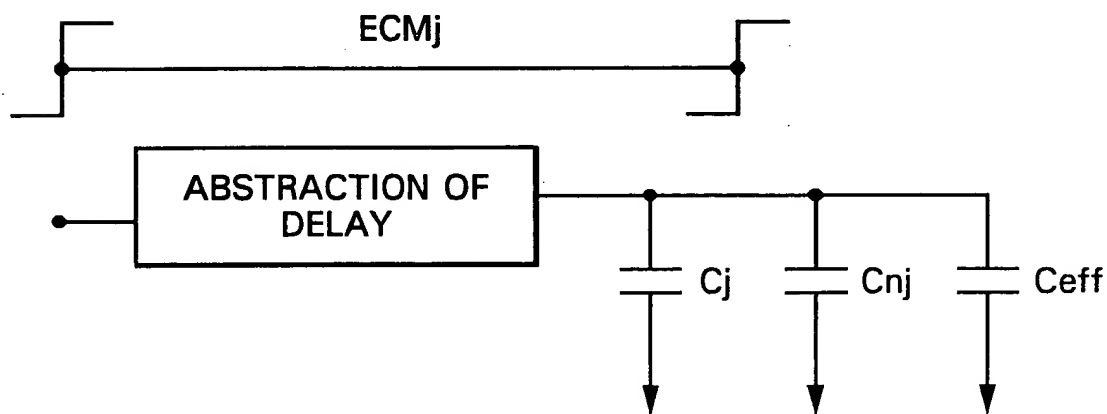 ECMj
ABSTRACTION OF
DELAY
Cj
Cnj
Ceff